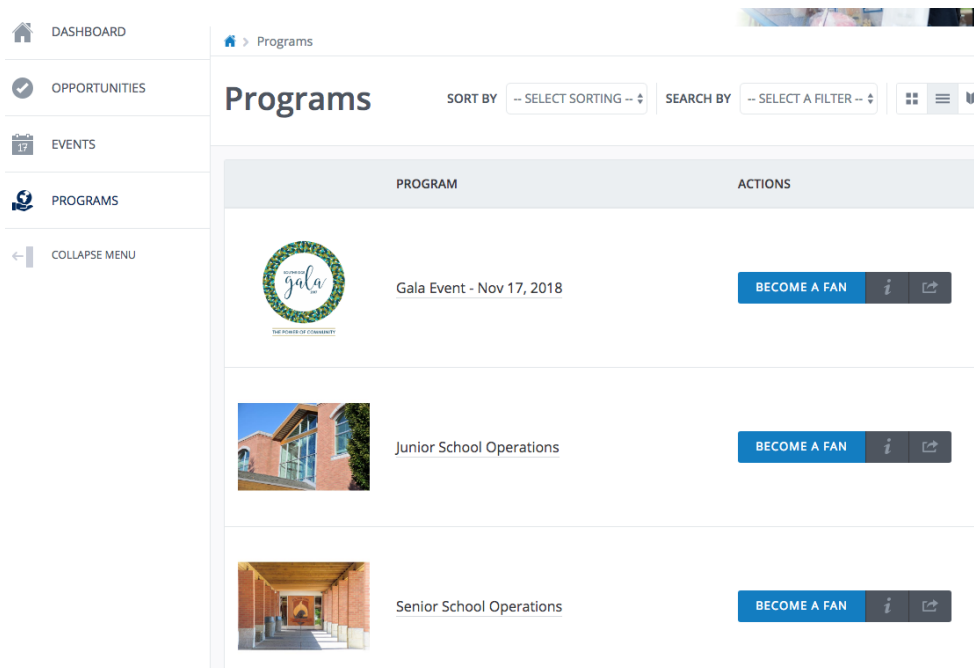 DASHBOARD
OPPORTUNITIES
17
EVENTS
PROGRAMS
COLLAPSE MENU
> Programs
Programs
SORT BY
-- SELECT SORTING --
SEARCH BY
-- SELECT A FILTER --
PROGRAM
ACTIONS
gala
THE POWER OF COMMUNITY
Gala Event - Nov 17, 2018
BECOME A FAN
i
Junior School Operations
BECOME A FAN
i
Senior School Operations
BECOME A FAN
i